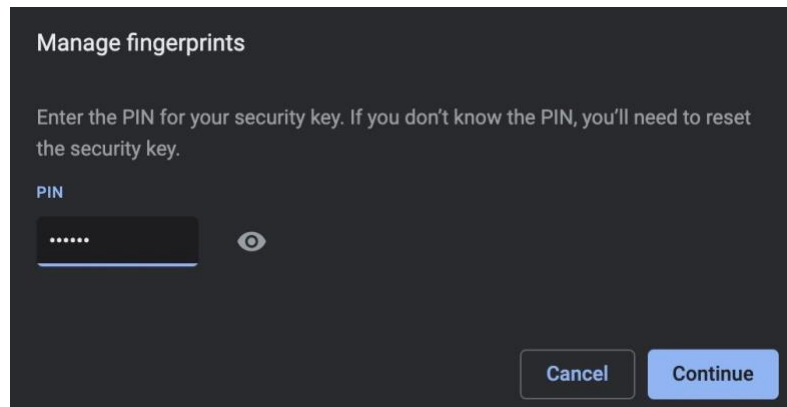 Manage fingerprints
Enter the PIN for your security key. If you don’t know the PIN, you’ll need to reset
the security key.
PIN
••••••
Cancel Continue